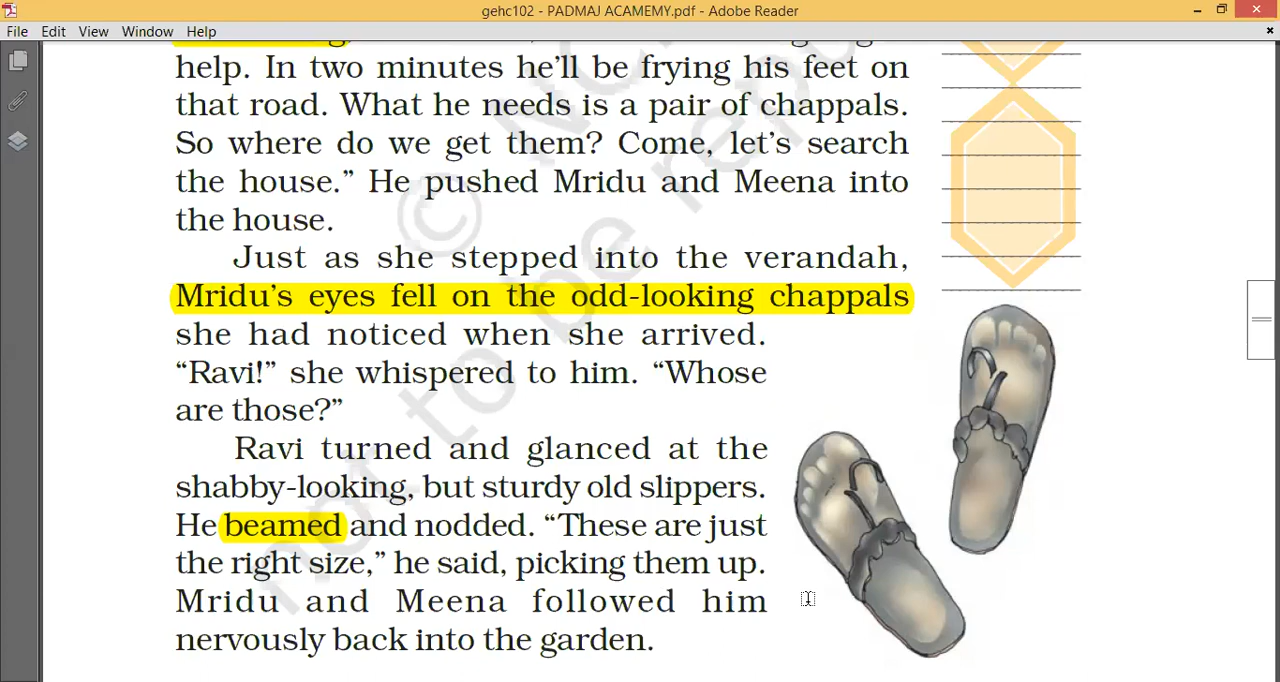 gehc102 - PADMAJ ACAMEMY.pdf - Adobe Reader
File Edit View Window Help
help. In two minutes he'll be frying his feet on
that road. What he needs is a pair of chappals.
So where do we get them? Come, let's search
the house.” He pushed Mridu and Meena into
the house.
Just as she stepped into the verandah,
Mridu's eyes fell on the odd-looking chappals
she had noticed when she arrived.
“Ravi!” she whispered to him. “Whose
are those?”
Ravi turned and glanced at the
shabby-looking, but sturdy old slippers.
He beamed and nodded. “These are just
the right size,” he said, picking them up.
Mridu and Meena followed him
nervously back into the garden.
© NC
not to be repu